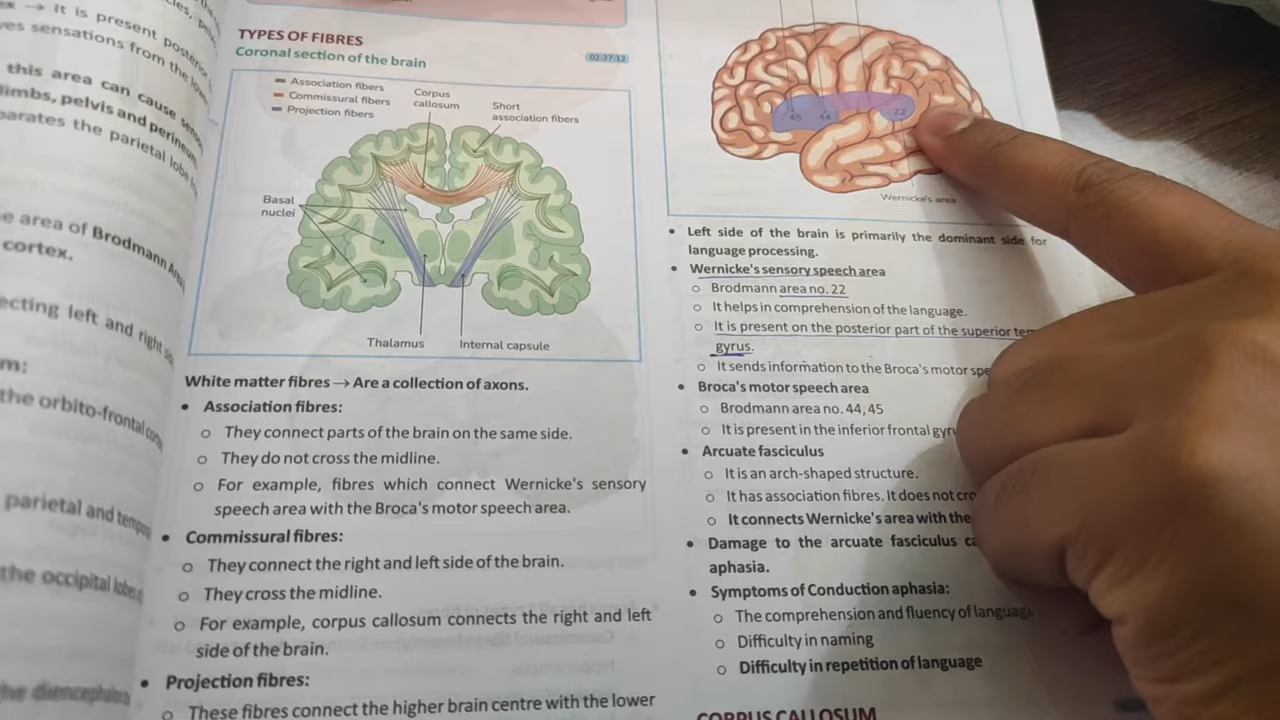 It is present
sensations from the
this area can cause
limbs, pelvis and perineum
the parietal lobe
area of Brodmann
cortex.
left and right
the orbito-frontal
parietal and
the occipital
TYPES OF FIBRES
Coronal section of the brain
02:27:12
Association fibers
Commissural fibers
Projection fibers
Corpus
callosum
Short
association fibers
Basal
nuclei
Thalamus
Internal capsule
White matter fibres → Are a collection of axons.
• Association fibres:
o They connect parts of the brain on the same side.
o They do not cross the midline.
o For example, fibres which connect Wernicke's sensory
speech area with the Broca's motor speech area.
• Commissural fibres:
o They connect the right and left side of the brain.
o They cross the midline.
o For example, corpus callosum connects the right and left
side of the brain.
• Projection fibres:
o These fibres connect the higher brain centre with the lower
45
44
22
Wernicke's area
• Left side of the brain is primarily the dominant side for
language processing.
• Wernicke's sensory speech area
o Brodmann area no. 22
o It helps in comprehension of the language.
o It is present on the posterior part of the superior
gyrus.
o It sends information to the Broca's motor
• Broca's motor speech area
o Brodmann area no. 44, 45
o It is present in the inferior frontal
• Arcuate fasciculus
o It is an arch-shaped structure.
o It has association fibres. It does not
o It connects Wernicke's area with the
• Damage to the arcuate fasciculus
aphasia.
• Symptoms of Conduction aphasia:
o The comprehension and fluency of language
o Difficulty in naming
o Difficulty in repetition of language
CORPUS CALLOSUM